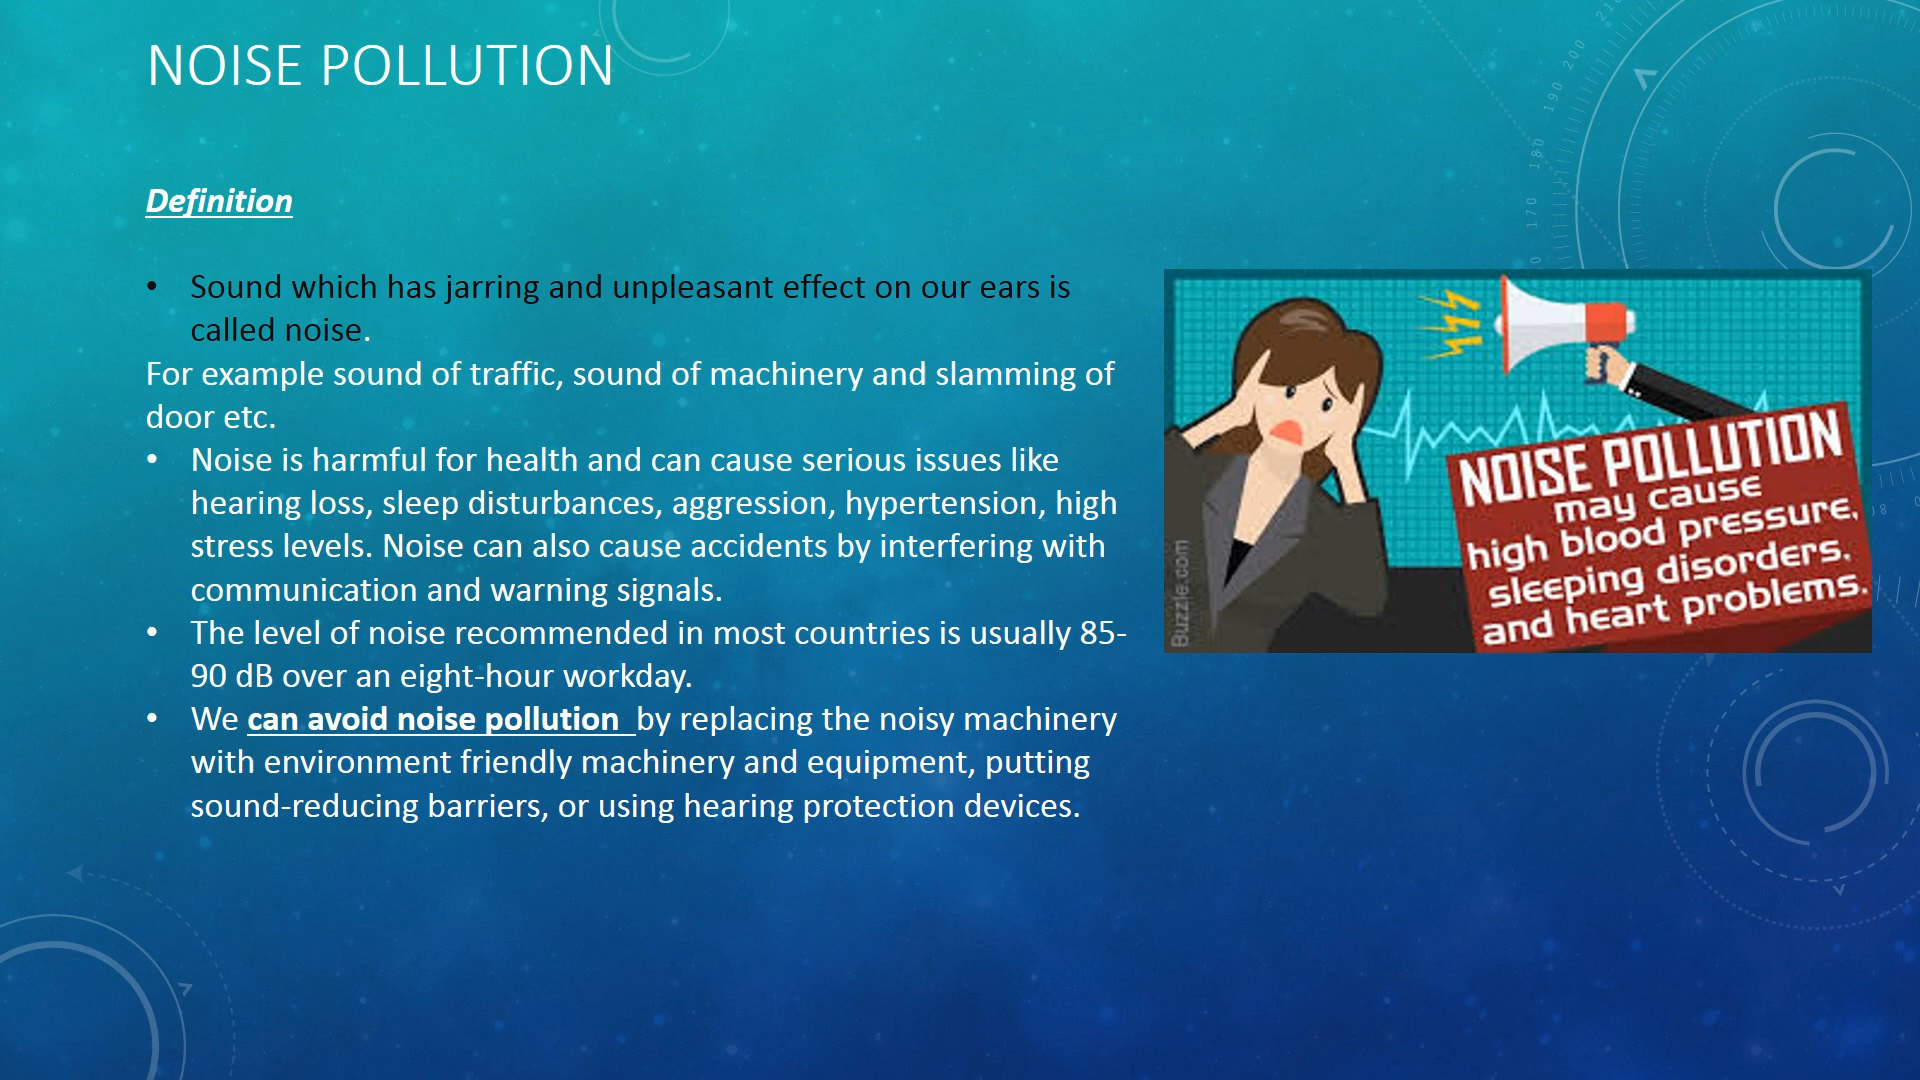 NOISE POLLUTION
Definition
• Sound which has jarring and unpleasant effect on our ears is
called noise.
For example sound of traffic, sound of machinery and slamming of
door etc.
• Noise is harmful for health and can cause serious issues like
hearing loss, sleep disturbances, aggression, hypertension, high
stress levels. Noise can also cause accidents by interfering with
communication and warning signals.
• The level of noise recommended in most countries is usually 85-
90 dB over an eight-hour workday.
• We can avoid noise pollution by replacing the noisy machinery
with environment friendly machinery and equipment, putting
sound-reducing barriers, or using hearing protection devices.
NOISE POLLUTION
may cause
high blood pressure,
sleeping disorders,
and heart problems.
Buzzle.com
210
200
190
180
170